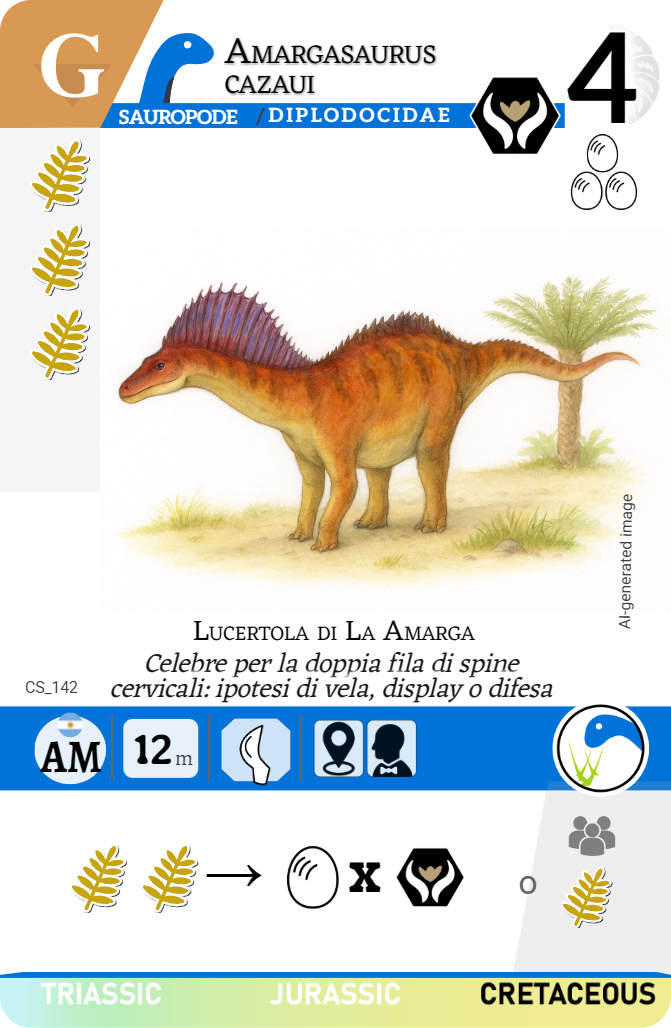 G
AMARGASAURUS
CAZAUI
4
SAUROPODE / DIPLODOCIDAE
AI-generated image
LUCERTOLA DI LA AMARGA
Celebre per la doppia fila di spine
cervicali: ipotesi di vela, display o difesa
CS_142
AM
12 m
x
o
TRIASSIC JURASSIC CRETACEOUS